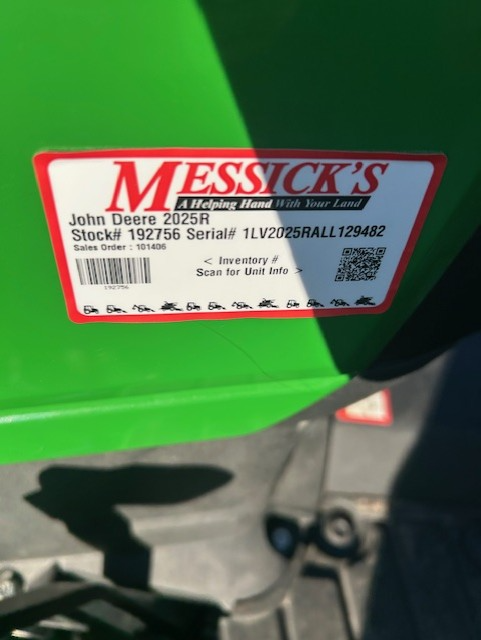 MESSICK'S
A Helping Hand With Your Land
John Deere 2025R
Stock# 192756 Serial# 1LV2025RALL129482
Sales Order : 101406
< Inventory #
Scan for Unit Info >
192756